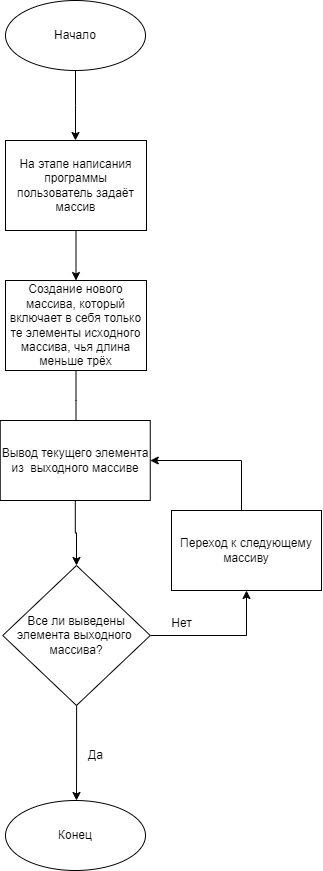 Начало
На этапе написания
программы
пользователь задаёт
массив
Создание нового
массива, который
включает в себя только
те элементы исходного
массива, чья длина
меньше трёх
Вывод текущего элемента
из выходного массиве
Переход к следующему
массиву
Все ли выведены
элемента выходного
массива?
Нет
Да
Конец